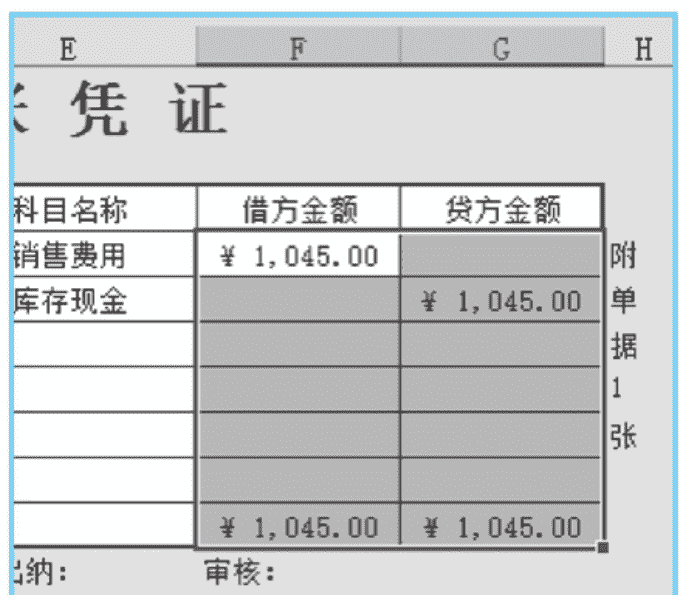 E F G H
凭 证
科目名称 借方金额 贷方金额
销售费用 ¥ 1,045.00 附
库存现金 ¥ 1,045.00 单
据
1
张
¥ 1,045.00 ¥ 1,045.00
纳: 审核: